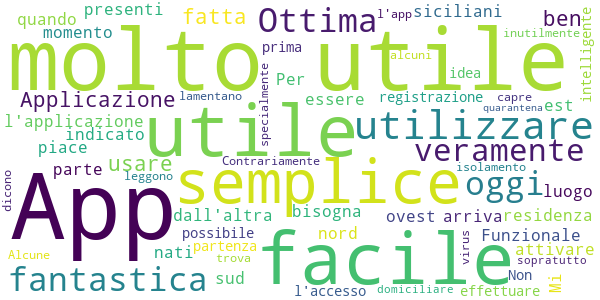 quando presenti fatta Ottima l'app siciliani ben
momento prima alcuni inutilmente
molto utile
Per idea intelligente
Applicazione lamentano specialmente essere registrazione capre est
l'applicazione utile quarantena
indicato utilizzare
piace veramente
parte usare Contrariamente
leggono semplice isolamento oggi luogo
dicono App dall'altra bisogna ovest arriva residenza
nati possibile nord Funzionale
partenza facile virus attivare
Alcune trova sopratutto
fantastica sud Non Mi
l'accesso domiciliare effettuare